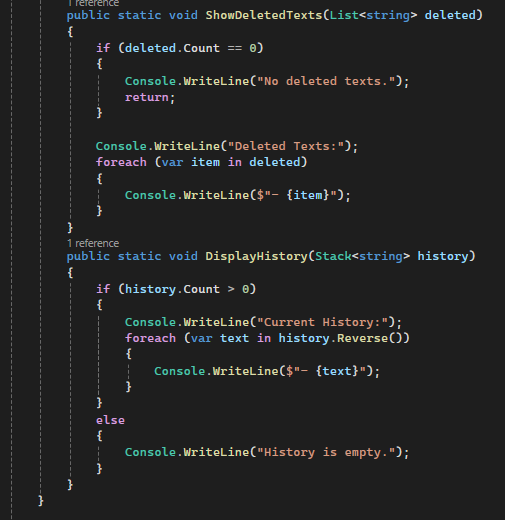 1 reference
public static void ShowDeletedTexts(List<string> deleted)
{
if (deleted.Count == 0)
{
Console.WriteLine("No deleted texts.");
return;
}
Console.WriteLine("Deleted Texts:");
foreach (var item in deleted)
{
Console.WriteLine($"- {item}");
}
}
1 reference
public static void DisplayHistory(Stack<string> history)
{
if (history.Count > 0)
{
Console.WriteLine("Current History:");
foreach (var text in history.Reverse())
{
Console.WriteLine($"- {text}");
}
}
else
{
Console.WriteLine("History is empty.");
}
}
}